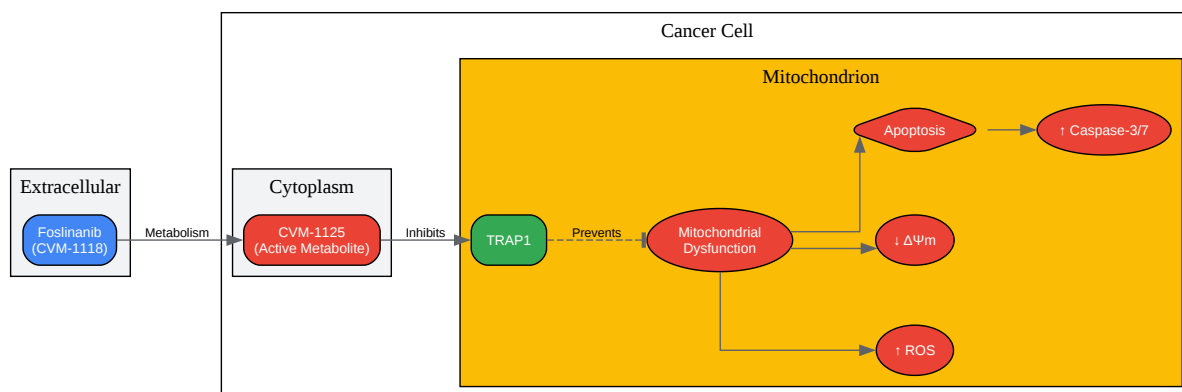 Cancer Cell
Mitochondrion
Apoptosis
↑ Caspase-3/7
Extracellular
Cytoplasm
Foslinanib
(CVM-1118)
Metabolism
CVM-1125
(Active Metabolite)
Inhibits
TRAP1
Prevents
Mitochondrial
Dysfunction
↓ ΔΨm
↑ ROS